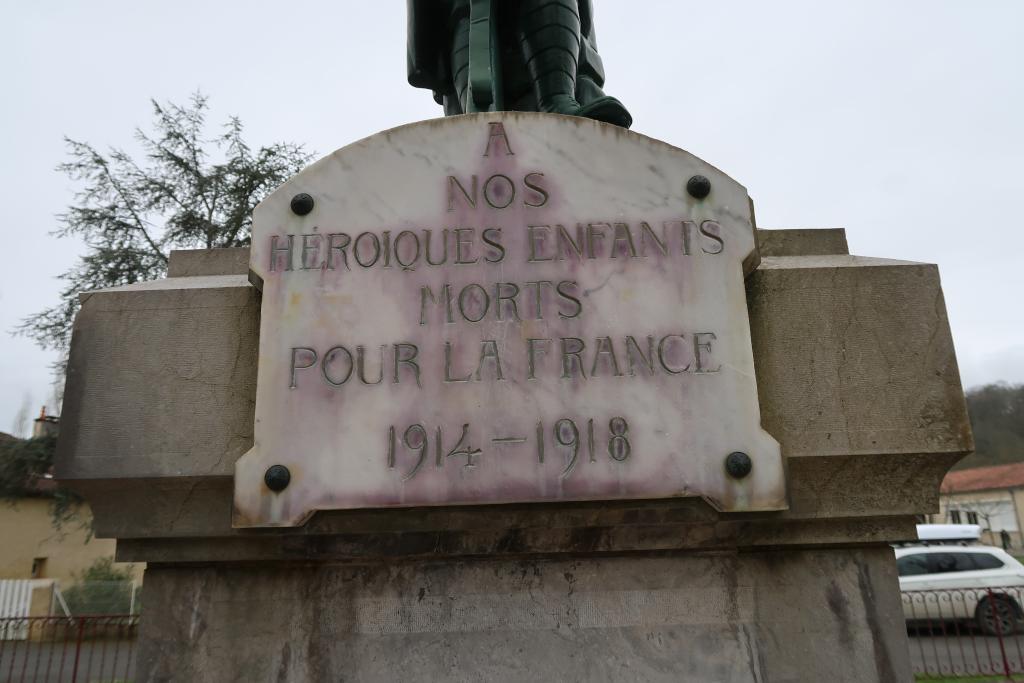 A
NOS
HÉROIQUES ENFANTS
MORTS
POUR LA FRANCE
1914-1918